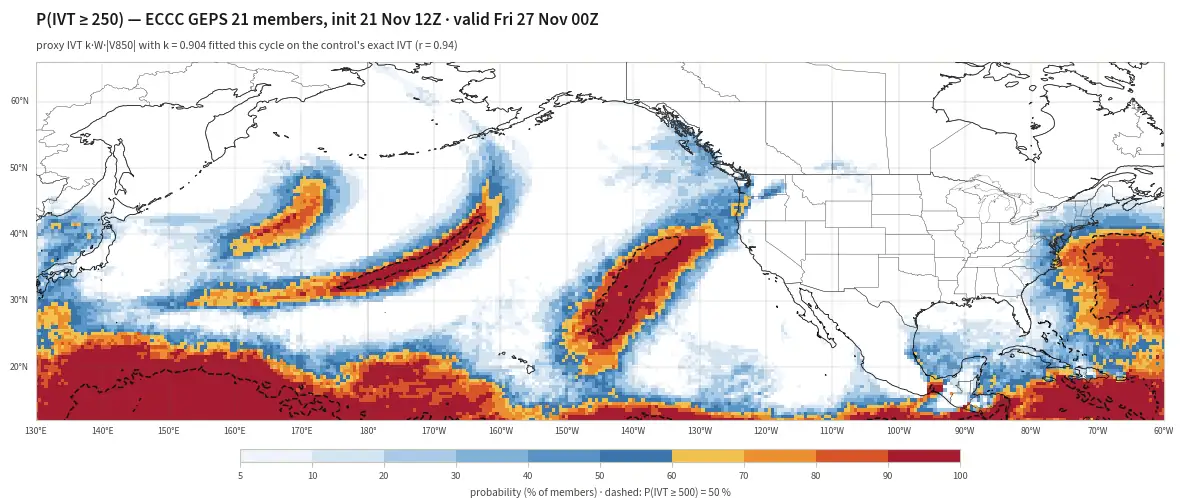 P(IVT ≥ 250) — ECCC GEPS 21 members, init 21 Nov 12Z · valid Fri 27 Nov 00Z
proxy IVT k·W·|V850| with k = 0.904 fitted this cycle on the control's exact IVT (r = 0.94)
60°N
50°N
40°N
30°N
20°N
130°E 140°E 150°E 160°E 170°E 180° 170°W 160°W 150°W 140°W 130°W 120°W 110°W 100°W 90°W 80°W 70°W 60°W
5 10 20 30 40 50 60 70 80 90 100
probability (% of members) · dashed: P(IVT ≥ 500) = 50 %